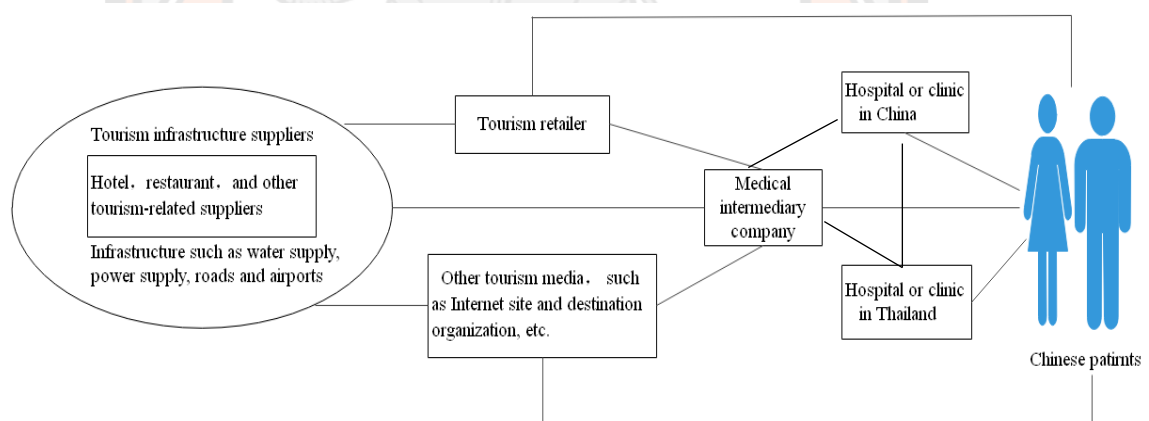 Tourism infrastructure suppliers
Hotel，restaurant，and other
tourism-related suppliers
Infrastructure such as water supply,
power supply, roads and airports
Tourism retailer
Other tourism media， such
as Internet site and destination
organization, etc.
Medical
intermediary
company
Hospital or clinic
in China
Hospital or clinic
in Thailand
Chinese patirnts